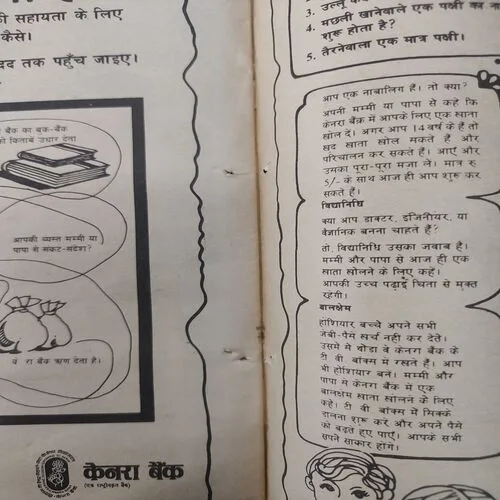 की सहायता के लिए
कैसे।
दद तक पहुँच जाइए।
बैंक का बुक-बैंक
को किताबें उधार देता
आपकी व्यस्त मम्मी या
पापा से संकट-संदेश?
रा बैंक ऋण देता है।
केनरा बैंक
(एक राष्ट्रीयकृत बैंक)
3. उल्लू
4. मछली खानेवाले एक पक्षी का ना
शुरू होता है?
5. तैरनेवाला एक मात्र पक्षी।
आप एक नाबालिग हैं। तो क्या?
अपनी मम्मी या पापा से कहें कि
केनरा बैंक में आपके लिए एक खाता
खोल दें। अगर आप 14 वर्ष के हैं तो
खुद खाता खोल सकते हैं और
परिचालन कर सकते हैं। आएँ और
उसका पूरा-पूरा मजा लें। मात्र रु
5/- के साथ आज ही आप शुरू कर
सकते हैं।
विद्यानिधि
क्या आप डाक्टर, इंजिनीयर, या
वैज्ञानिक बनना चाहते हैं?
तो, विद्यानिधि उसका जवाब है।
मम्मी और पापा से आज ही एक
खाता खोलने के लिए कहें।
आपकी उच्च पढ़ाई चिंता से मुक्त
रहेगी।
बालक्षेम
होशियार बच्चे अपने सभी
जेबी-पैसे खर्च नहीं कर देते।
उसमें से थोड़ा वे केनरा बैंक के
टी वी बॉक्स में रखते हैं। आप
भी होशियार बनें। मम्मी और
पापा से केनरा बैंक में एक
बालक्षेम खाता खोलने के लिए
कहें। टी वी बॉक्स में सिक्के
डालना शुरू करें और अपने पैसे
को बढ़ते हुए पाएँ। आपके सभी
सपने साकार होंगे।